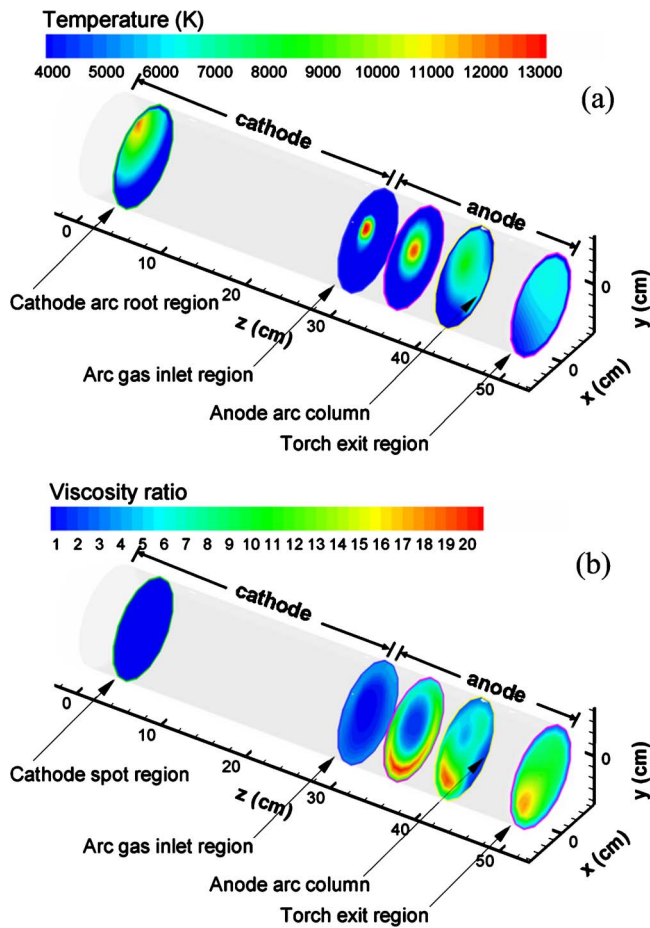 Temperature (K)
4000 5000 6000 7000 8000 9000 10000 11000 12000 13000
(a)
cathode
anode
0
10
20
30
40
50
z (cm)
0
x (cm)
0
y (cm)
Cathode arc root region
Arc gas inlet region
Anode arc column
Torch exit region
Viscosity ratio
1 2 3 4 5 6 7 8 9 10 11 12 13 14 15 16 17 18 19 20
(b)
cathode
anode
0
10
20
30
40
50
z (cm)
0
x (cm)
0
y (cm)
Cathode spot region
Arc gas inlet region
Anode arc column
Torch exit region